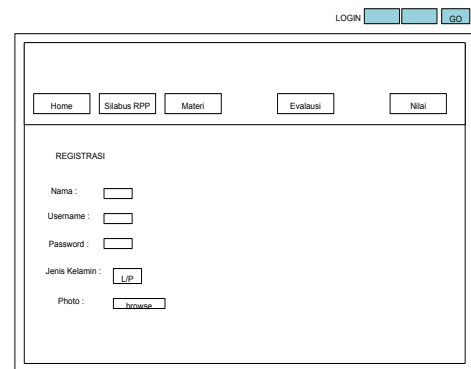 LOGIN GO
Home Silabus RPP Materi Evalausi Nilai
REGISTRASI
Nama :
Username :
Password :
Jenis Kelamin : L/P
Photo : browse